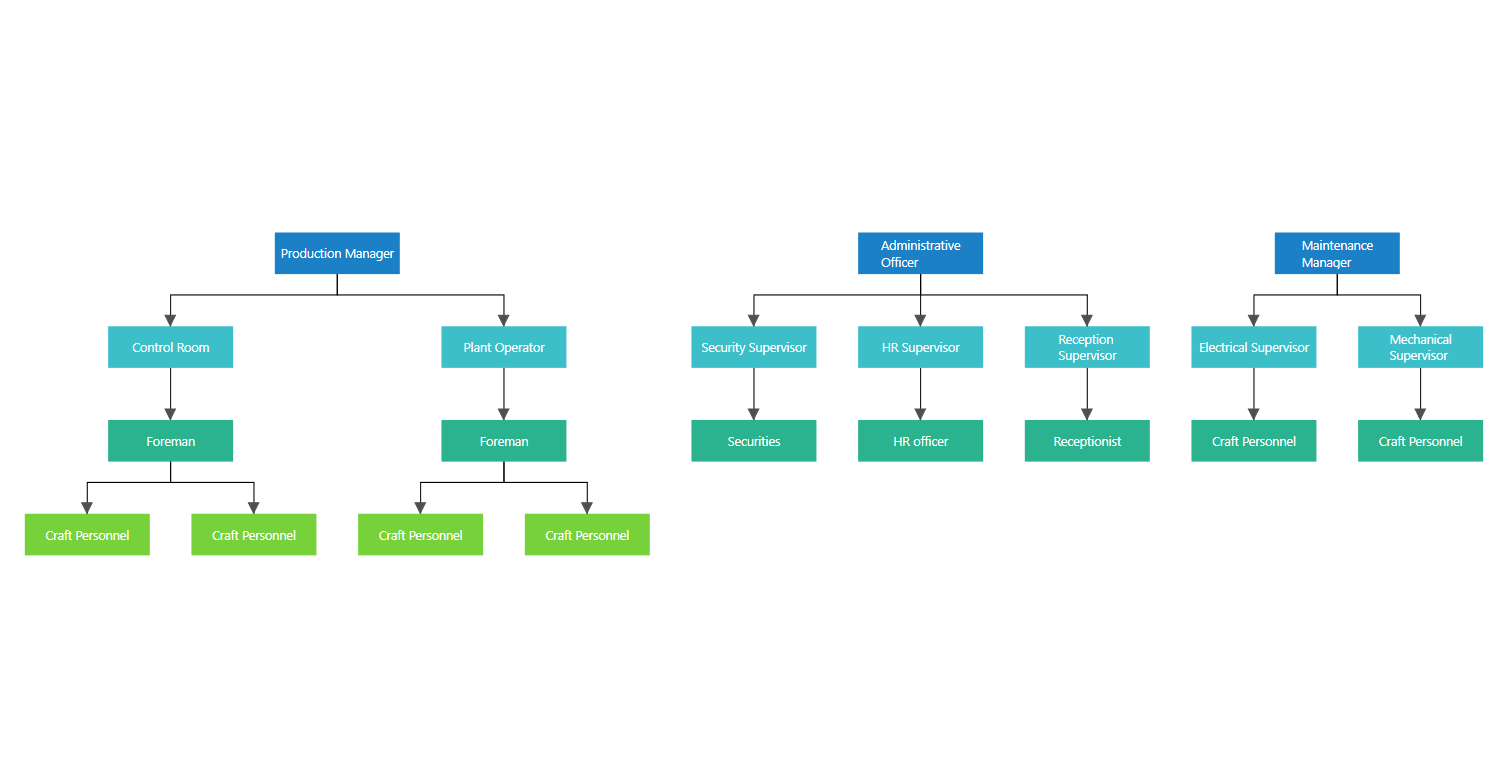 Production Manager
Administrative
Officer
Maintenance
Manager
Control Room
Plant Operator
Security Supervisor
HR Supervisor
Reception
Supervisor
Electrical Supervisor
Mechanical
Supervisor
Foreman
Foreman
Securities
HR officer
Receptionist
Craft Personnel
Craft Personnel
Craft Personnel
Craft Personnel
Craft Personnel
Craft Personnel